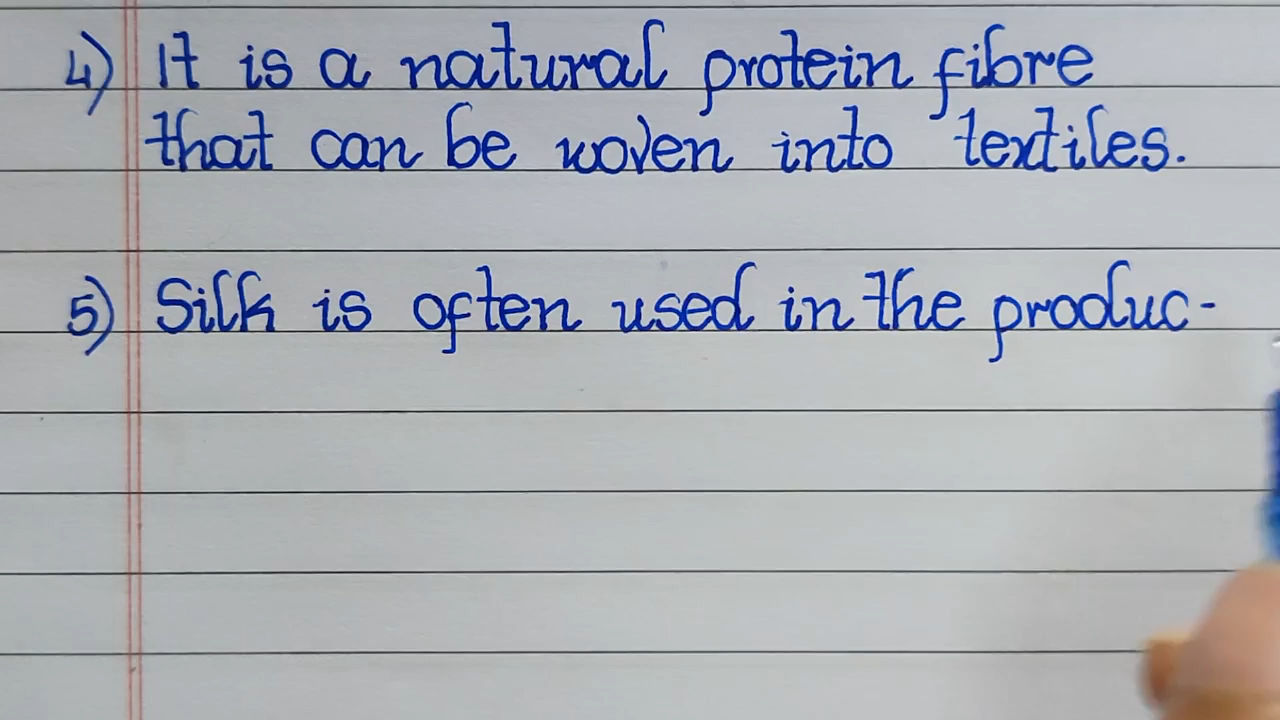 4) It is a natural protein fibre
that can be woven into textiles.
5) Silk is often used in the produc-